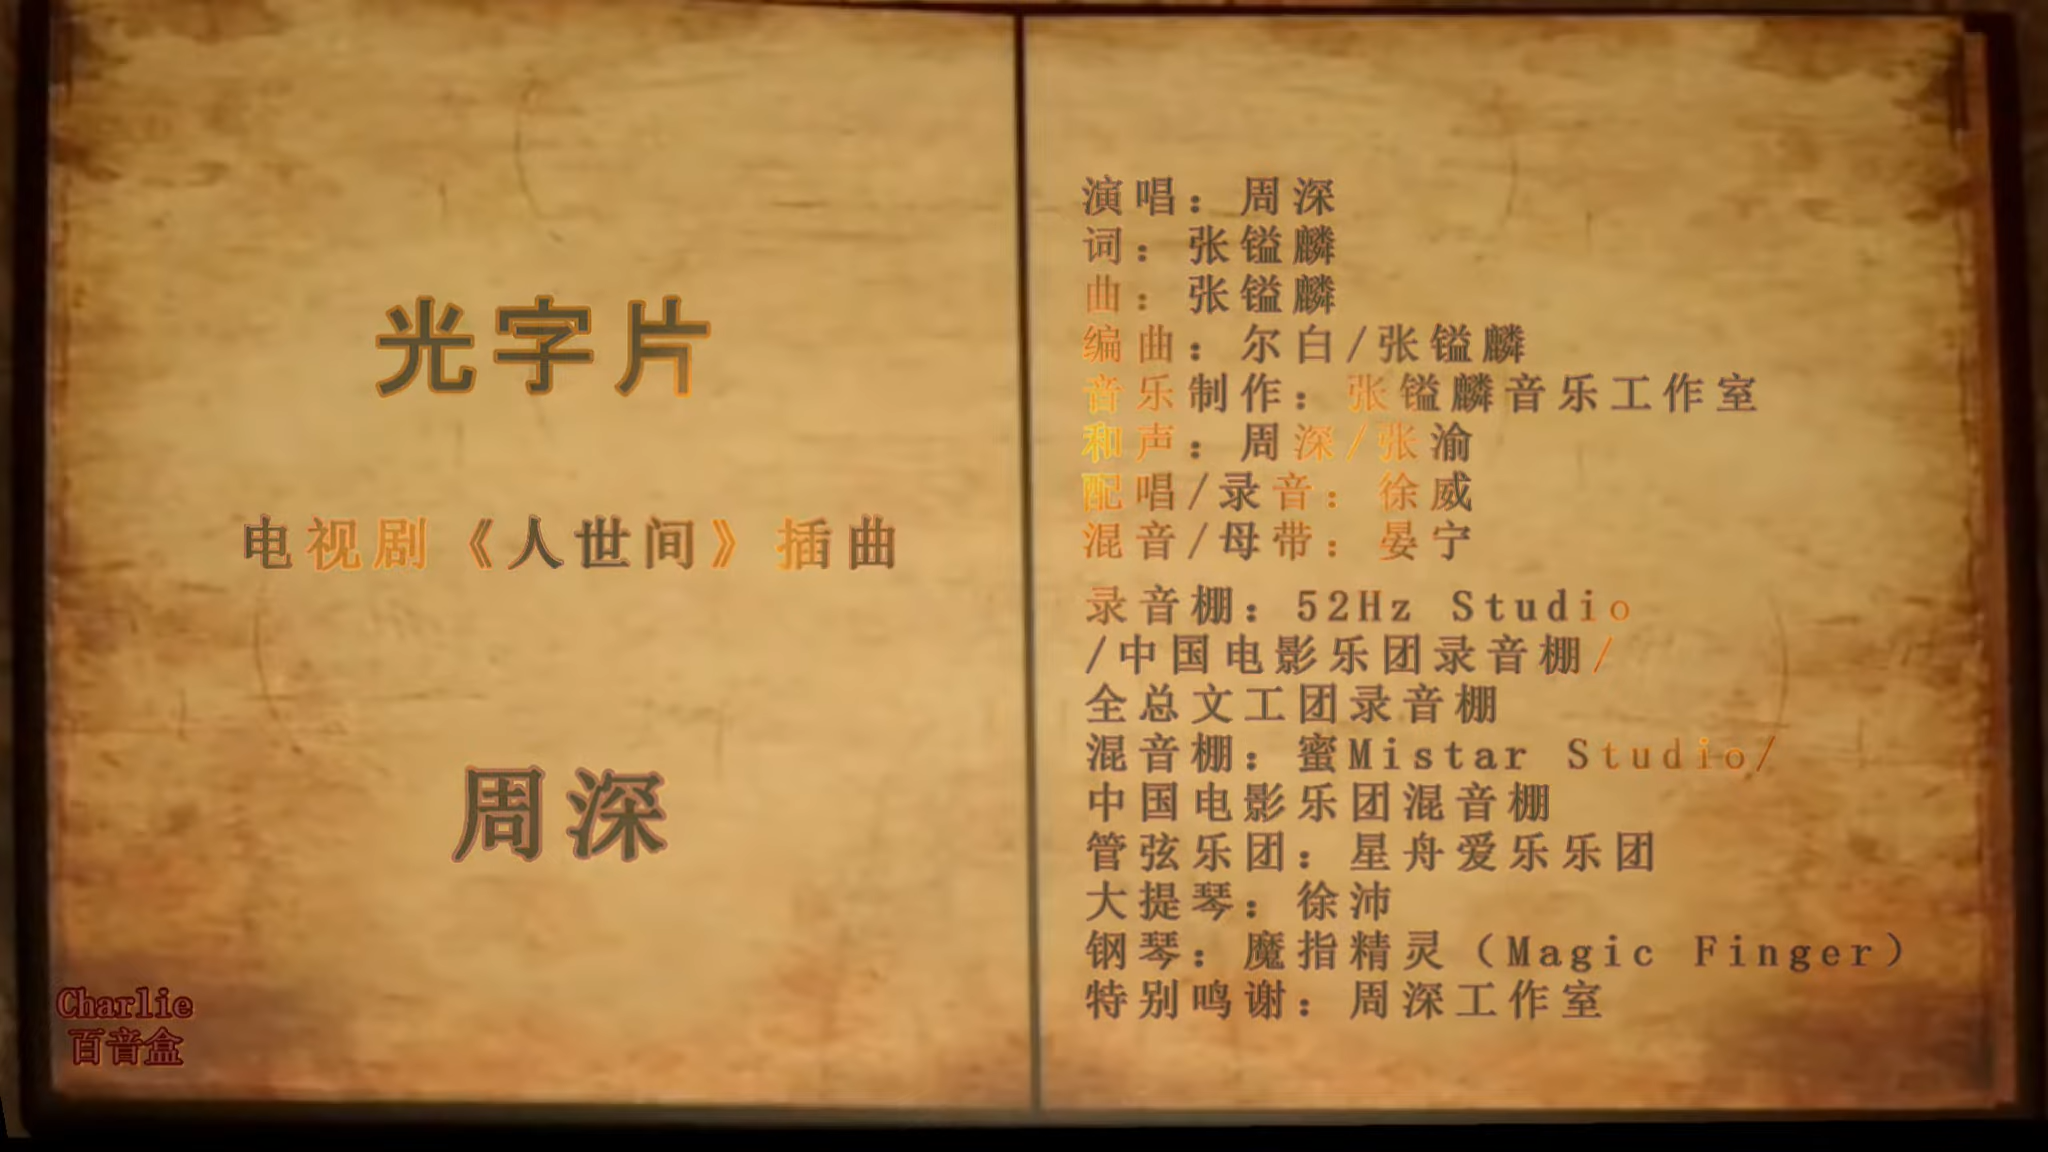 光字片
电视剧《人世间》插曲
周深
演唱：周深
词：张镒麟
曲：张镒麟
编曲：尔白/张镒麟
音乐制作：张镒麟音乐工作室
和声：周深/张渝
配唱/录音：徐威
混音/母带：晏宁
录音棚：52Hz Studio
/中国电影乐团录音棚/
全总文工团录音棚
混音棚：蜜Mistar Studio/
中国电影乐团混音棚
管弦乐团：星舟爱乐乐团
大提琴：徐沛
钢琴：魔指精灵（Magic Finger）
特别鸣谢：周深工作室
Charlie
百音盒